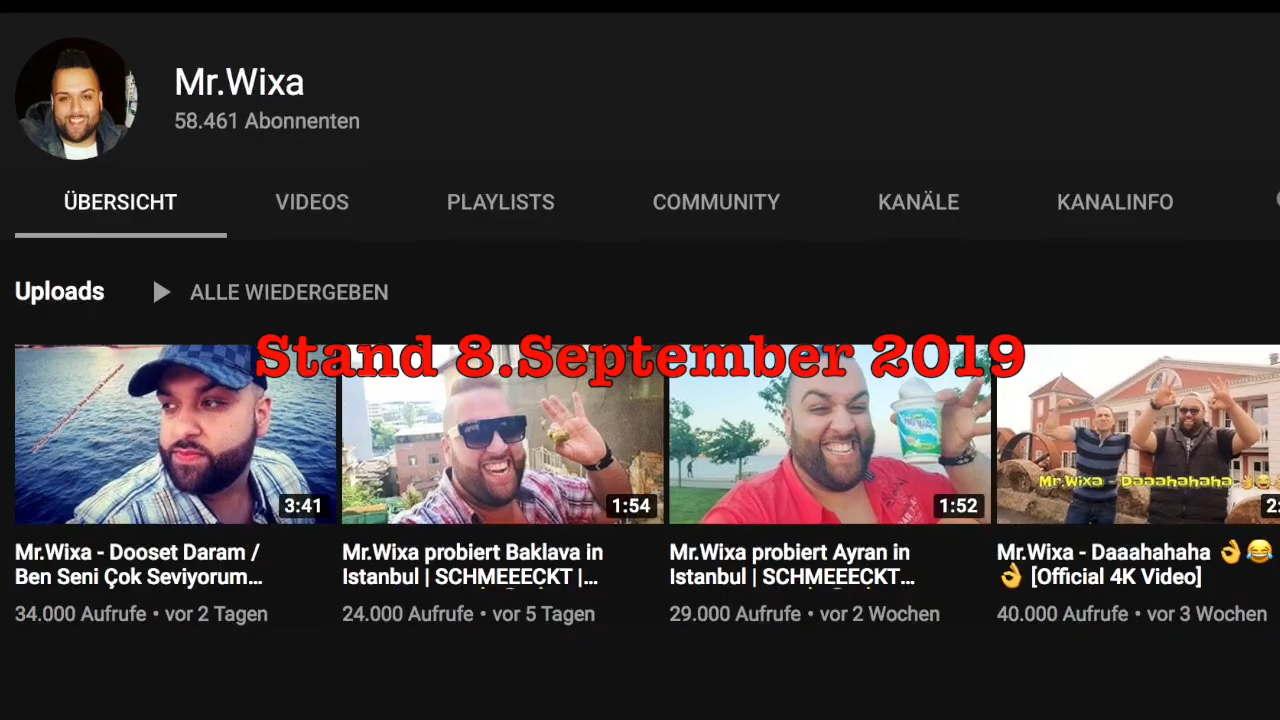 Mr.Wixa
58.461 Abonnenten
ÜBERSICHT
VIDEOS
PLAYLISTS
COMMUNITY
KANÄLE
KANALINFO
Uploads
ALLE WIEDERGEBEN
Stand 8.September 2019
3:41
1:54
1:52
Mr.Wixa - Daaahahaha 👌😂
2:
Mr.Wixa - Dooset Daram /
Ben Seni Çok Seviyorum...
34.000 Aufrufe • vor 2 Tagen
Mr.Wixa probiert Baklava in
Istanbul | SCHMEEECKT |...
24.000 Aufrufe • vor 5 Tagen
Mr.Wixa probiert Ayran in
Istanbul | SCHMEEECKT...
29.000 Aufrufe • vor 2 Wochen
Mr.Wixa - Daaahahaha 👌😂
👌 [Official 4K Video]
40.000 Aufrufe • vor 3 Wochen